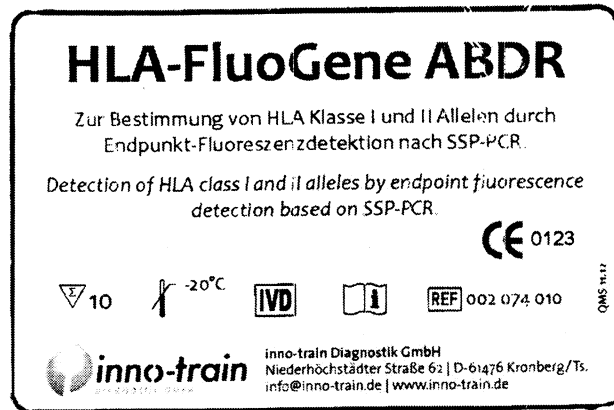 HLA-FluoGene ABDR
Zur Bestimmung von HLA Klasse I und II Allelen durch
Endpunkt-Fluoreszenzdetektion nach SSP-PCR.
Detection of HLA class I and II alleles by endpoint fluorescence
detection based on SSP-PCR.
CE 0123
Σ 10
-20°C
IVD
i
REF 002 074 010
QMS 11.12
inno-train
inno-train Diagnostik GmbH
Niederhöchstädter Straße 62 | D-61476 Kronberg/Ts.
info@inno-train.de | www.inno-train.de